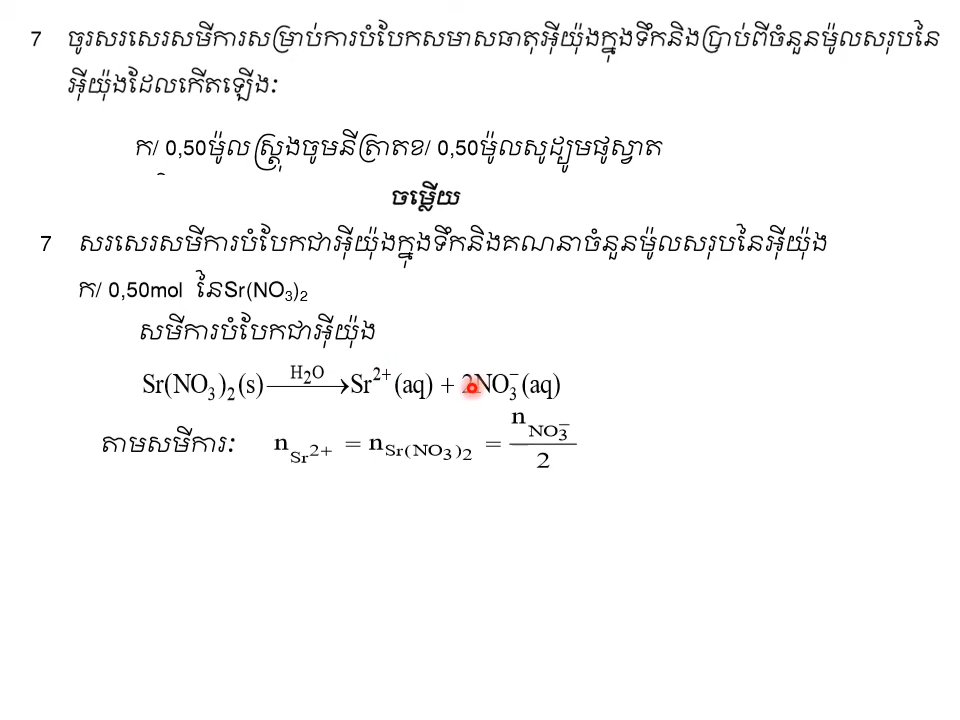 7 ចូរសរសេរសមីការសម្រាប់ការបំបែកសមាសធាតុអ៊ីយ៉ុងក្នុងទឹកនិងប្រាប់ពីចំនួនម៉ូលសរុបនៃ
អ៊ីយ៉ុងដែលកើតឡើង:
ក/ 0,50ម៉ូលស្ត្រុងចូមនីត្រាតខ/ 0,50ម៉ូលសូដ្យូមផូស្វាត
ចម្លើយ
7 សរសេរសមីការបំបែកជាអ៊ីយ៉ុងក្នុងទឹកនិងគណនាចំនួនម៉ូលសរុបនៃអ៊ីយ៉ុង
ក/ 0,50mol នៃSr(NO₃)₂
សមីការបំបែកជាអ៊ីយ៉ុង
Sr(NO₃)₂(s) —H₂O→ Sr²⁺(aq) + 2NO₃⁻(aq)
តាមសមីការ: n Sr²⁺ = n Sr(NO₃)₂ = n NO₃⁻ / 2